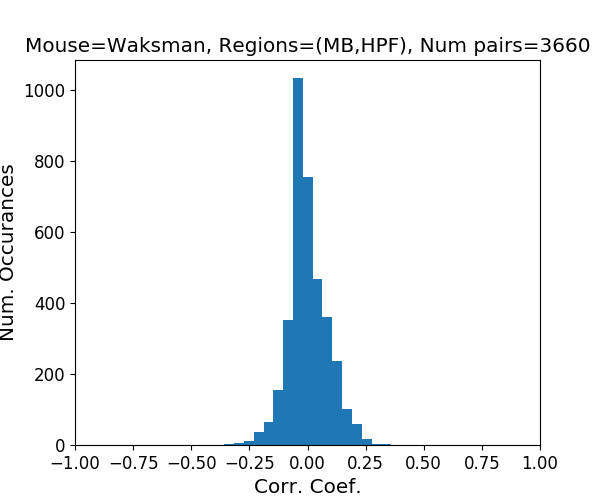 Mouse=Waksman, Regions=(MB,HPF), Num pairs=3660
Num. Occurances
1000
800
600
400
200
0
−1.00 −0.75 −0.50 −0.25 0.00 0.25 0.50 0.75 1.00
Corr. Coef.